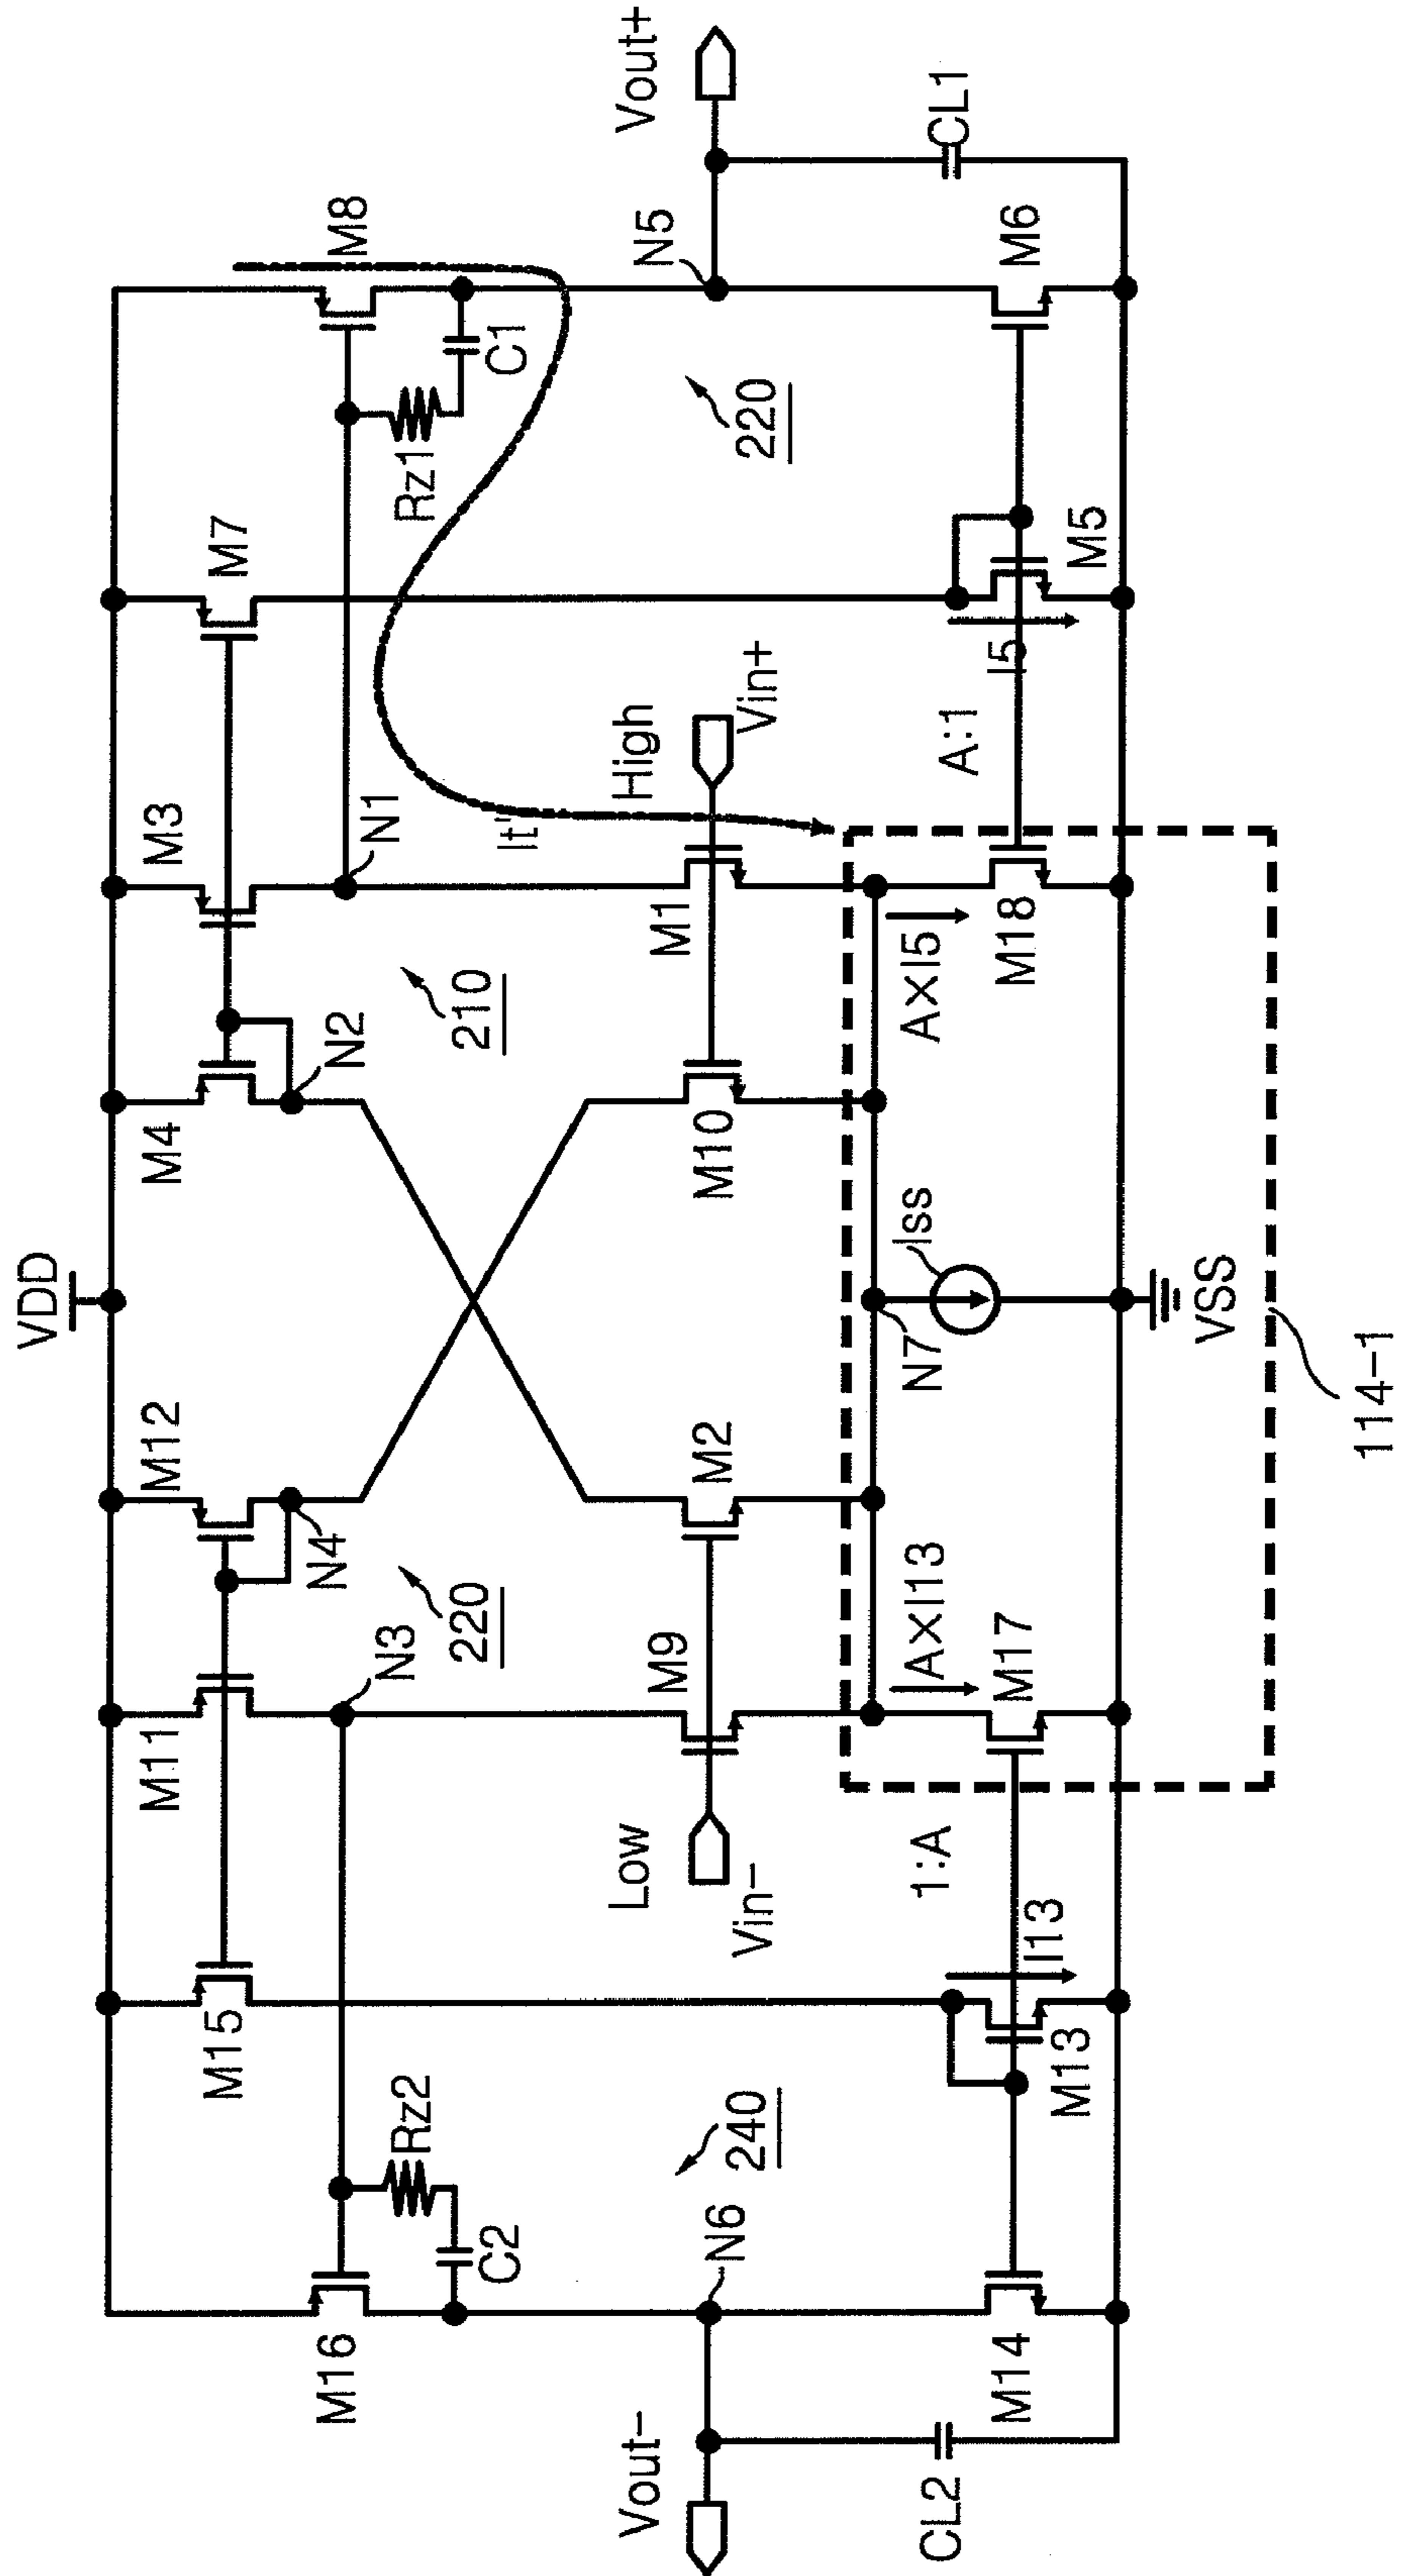 VDD
M16
M15
M11
M12
M4
M3
M7
M8
Rz2
C2
N3
N4
N2
N1
Rz1
C1
220
210
It'
Vout−
N6
240
Low
Vin−
M9
M2
M10
M1
High
Vin+
220
N5
Vout+
CL2
M14
M13
I13
1:A
A×I13
M17
N7
Iss
A×I5
M18
A:1
I5
M5
M6
CL1
VSS
114-1